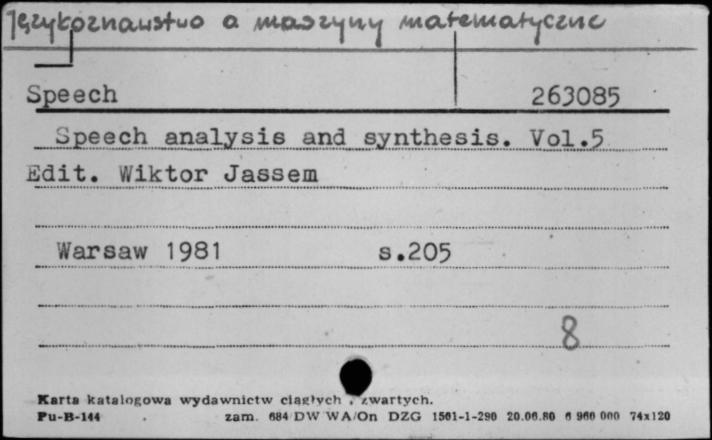 Językoznawstwo a maszyny matematyczne
Speech 263085
Speech analysis and synthesis. Vol.5
Edit. Wiktor Jassem
Warsaw 1981 s.205
8
Karta katalogowa wydawnictw ciągłych . zwartych.
Pu-B-144 zam. 684 DW WA/On DZG 1561-1-290 20.06.80 6 960 000 74x120